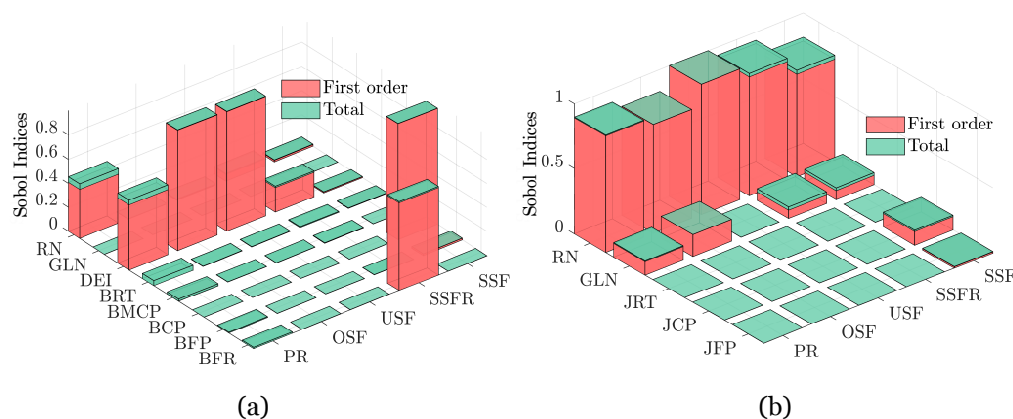 First order
Total
Sobol Indices
0.8
0.6
0.4
0.2
0
RN
GLN
DEI
BRT
BMCP
BCP
BFP
BFR
PR
OSF
USF
SSFR
SSF
(a)
First order
Total
Sobol Indices
1
0.5
0
RN
GLN
JRT
JCP
JFP
PR
OSF
USF
SSFR
SSF
(b)